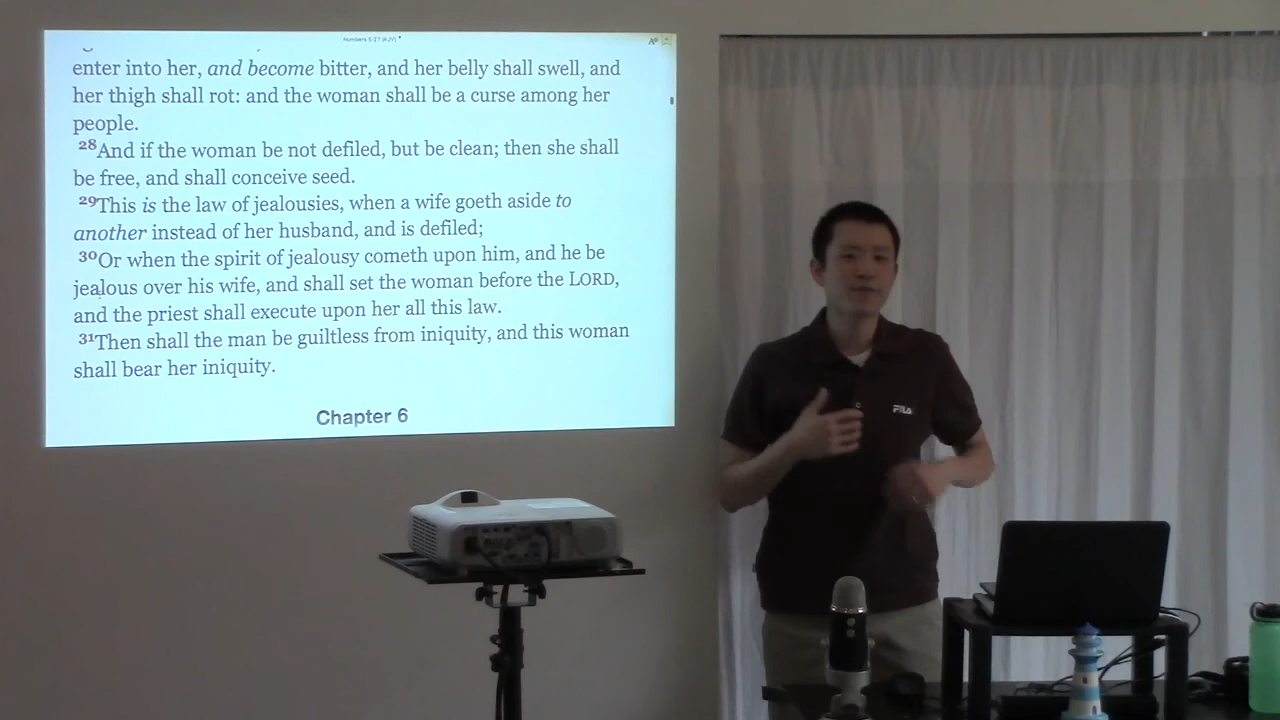 Numbers 5:27 (KJV)
enter into her, and become bitter, and her belly shall swell, and
her thigh shall rot: and the woman shall be a curse among her
people.
28And if the woman be not defiled, but be clean; then she shall
be free, and shall conceive seed.
29This is the law of jealousies, when a wife goeth aside to
another instead of her husband, and is defiled;
30Or when the spirit of jealousy cometh upon him, and he be
jealous over his wife, and shall set the woman before the LORD,
and the priest shall execute upon her all this law.
31Then shall the man be guiltless from iniquity, and this woman
shall bear her iniquity.
Chapter 6
FILA